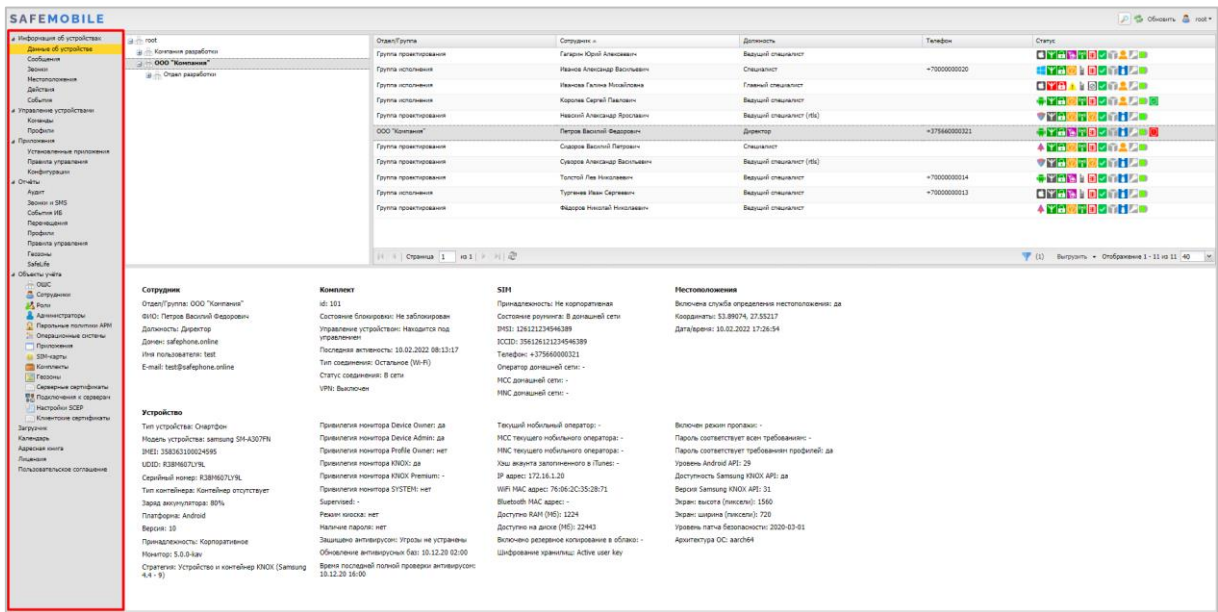 SAFEMOBILE
Обновить root
Информация об устройствах
Данные об устройстве
Сообщения
Звонки
Местоположения
Действия
События
Управление устройствами
Команды
Профили
Приложения
Установленные приложения
Правила управления
Конфигурации
Отчёты
Аудит
Звонки и SMS
События ИБ
Перемещения
Профили
Правила управления
Геозоны
SafeLife
Объекты учёта
ОШС
Сотрудники
Роли
Администраторы
Парольные политики АРМ
Операционные системы
Приложения
SIM-карты
Комплекты
Геозоны
Серверные сертификаты
Подключения к серверам
Настройки SCEP
Клиентские сертификаты
Загрузчик
Календарь
Адресная книга
Лицензия
Пользовательское соглашение
root
Компания разработки
ООО "Компания"
Отдел разработки
Отдел/Группа Сотрудник Должность Телефон Статус
Группа проектирования Гагарин Юрий Алексеевич Ведущий специалист
Группа исполнения Иванов Александр Васильевич Специалист +70000000020
Группа исполнения Иванова Галина Михайловна Главный специалист
Группа исполнения Королев Сергей Павлович Ведущий специалист
Группа проектирования Невский Александр Ярославич Ведущий специалист (rtls)
ООО "Компания" Петров Василий Федорович Директор +375660000321
Группа проектирования Сидоров Василий Петрович Специалист
Группа проектирования Суворов Александр Васильевич Ведущий специалист (rtls)
Группа проектирования Толстой Лев Николаевич Ведущий специалист +70000000014
Группа исполнения Тургенев Иван Сергеевич Ведущий специалист +70000000013
Группа проектирования Фёдоров Николай Николаевич Ведущий специалист
Страница 1 из 1
(1) Выгрузить Отображение 1 - 11 из 11 40
Сотрудник
Отдел/Группа: ООО "Компания"
ФИО: Петров Василий Федорович
Должность: Директор
Домен: safephone.online
Имя пользователя: test
E-mail: test@safephone.online
Комплект
id: 101
Состояние блокировки: Не заблокирован
Управление устройством: Находится под
управлением
Последняя активность: 10.02.2022 08:13:17
Тип соединения: Остальное (Wi-Fi)
Статус соединения: В сети
VPN: Выключен
SIM
Принадлежность: Не корпоративная
Состояние роуминга: В домашней сети
IMSI: 126121234546389
ICCID: 356126121234546389
Телефон: +375660000321
Оператор домашней сети: -
MCC домашней сети: -
MNC домашней сети: -
Местоположения
Включена служба определения местоположения: да
Координаты: 53.89074, 27.55217
Дата/время: 10.02.2022 17:26:54
Устройство
Тип устройства: Смартфон
Модель устройства: samsung SM-A307FN
IMEI: 358363100024595
UDID: R38M607LY9L
Серийный номер: R38M607LY9L
Тип контейнера: Контейнер отсутствует
Заряд аккумулятора: 80%
Платформа: Android
Версия: 10
Принадлежность: Корпоративное
Монитор: 5.0.0-kav
Стратегия: Устройство и контейнер KNOX (Samsung
4.4 - 9)
Привилегия монитора Device Owner: да
Привилегия монитора Device Admin: да
Привилегия монитора Profile Owner: нет
Привилегия монитора KNOX: да
Привилегия монитора KNOX Premium: -
Привилегия монитора SYSTEM: нет
Supervised: -
Режим киоска: нет
Наличие пароля: нет
Защищено антивирусом: Угрозы не устранены
Обновление антивирусных баз: 10.12.20 02:00
Время последней полной проверки антивирусом:
10.12.20 16:00
Текущий мобильный оператор: -
MCC текущего мобильного оператора: -
MNC текущего мобильного оператора: -
Хэш аккаунта залогиненного в iTunes: -
IP адрес: 172.16.1.20
WiFi MAC адрес: 76:06:2C:35:28:71
Bluetooth MAC адрес: -
Доступно RAM (Мб): 1224
Доступно на диске (Мб): 22443
Включено резервное копирование в облако: -
Шифрование хранилищ: Active user key
Включен режим пропажи: -
Пароль соответствует всем требованиям: -
Пароль соответствует требованиям профилей: да
Уровень Android API: 29
Доступность Samsung KNOX API: да
Версия Samsung KNOX API: 31
Экран: высота (пиксели): 1560
Экран: ширина (пиксели): 720
Уровень патча безопасности: 2020-03-01
Архитектура ОС: aarch64